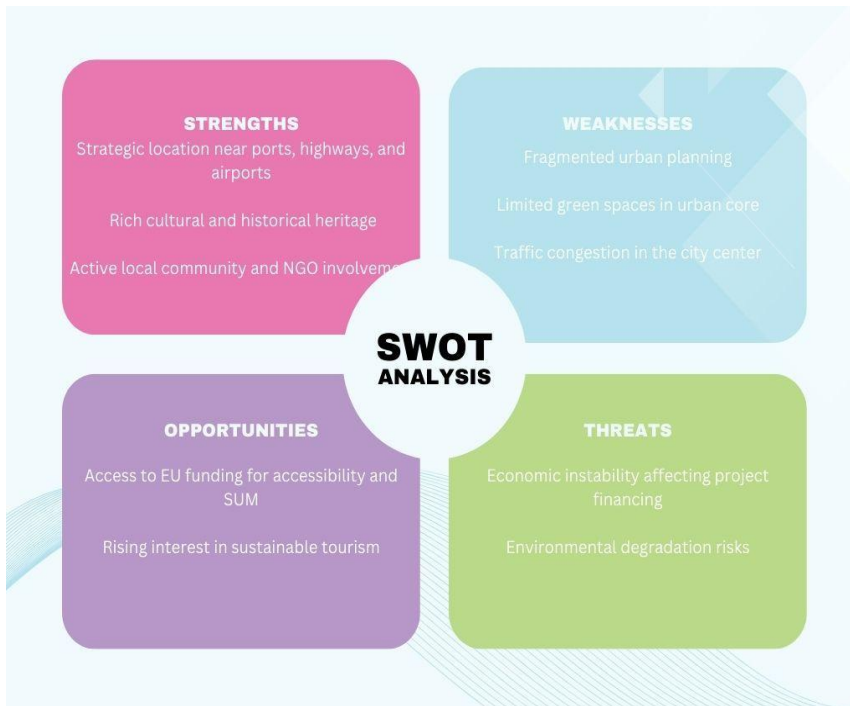 STRENGTHS
Strategic location near ports, highways, and
airports
Rich cultural and historical heritage
Active local community and NGO
WEAKNESSES
Fragmented urban planning
Limited green spaces in urban core
Traffic congestion in the city center
SWOT
ANALYSIS
OPPORTUNITIES
Access to EU funding for accessibility and
SUM
Rising interest in sustainable tourism
THREATS
Economic instability affecting project
financing
Environmental degradation risks